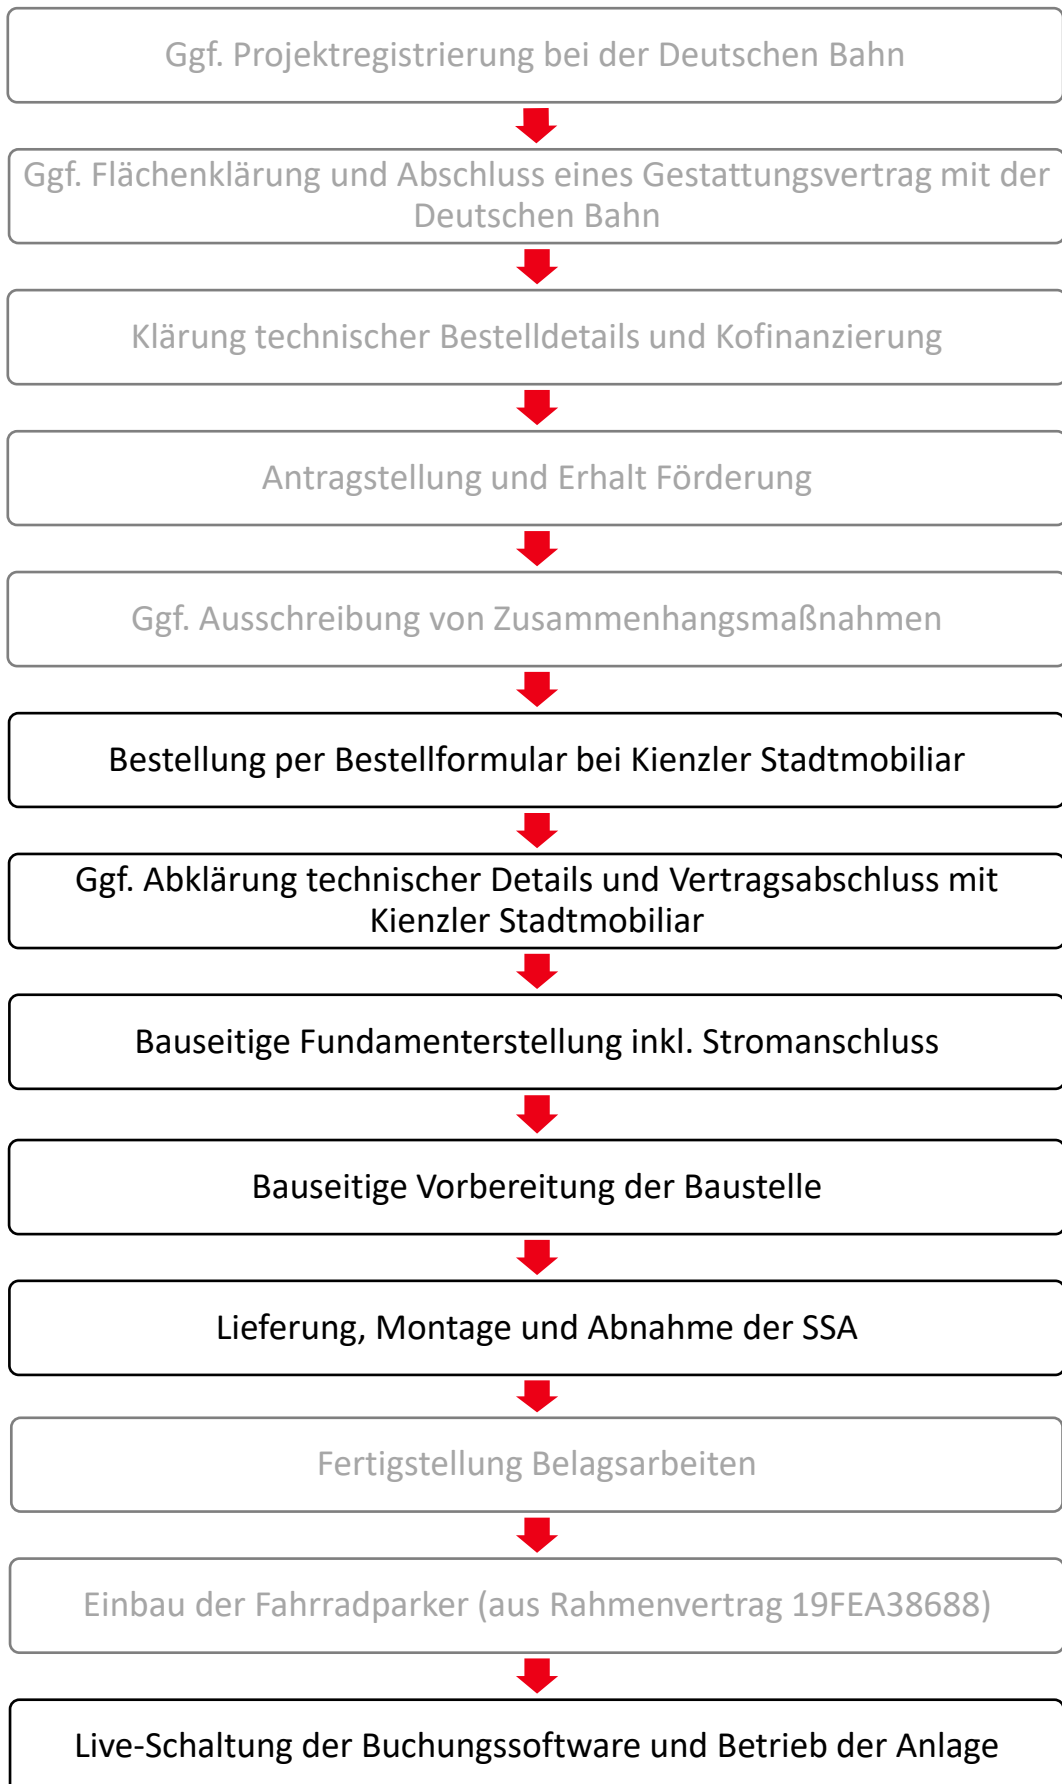 Ggf. Projektregistrierung bei der Deutschen Bahn
Ggf. Flächenklärung und Abschluss eines Gestattungsvertrag mit der
Deutschen Bahn
Klärung technischer Bestelldetails und Kofinanzierung
Antragstellung und Erhalt Förderung
Ggf. Ausschreibung von Zusammenhangsmaßnahmen
Bestellung per Bestellformular bei Kienzler Stadtmobiliar
Ggf. Abklärung technischer Details und Vertragsabschluss mit
Kienzler Stadtmobiliar
Bauseitige Fundamenterstellung inkl. Stromanschluss
Bauseitige Vorbereitung der Baustelle
Lieferung, Montage und Abnahme der SSA
Fertigstellung Belagsarbeiten
Einbau der Fahrradparker (aus Rahmenvertrag 19FEA38688)
Live-Schaltung der Buchungssoftware und Betrieb der Anlage